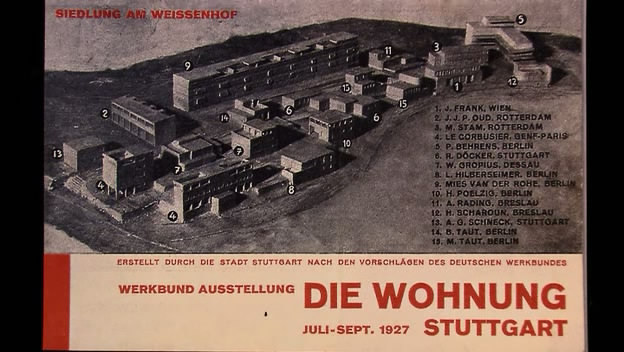 SIEDLUNG AM WEISSENHOF
5
11
3
9
12
1
15
15
6
2
14
6
10
13
7
7
8
4
4
1. J. FRANK, WIEN
2. J. J. P. OUD, ROTTERDAM
3. M. STAM, ROTTERDAM
4. LE CORBUSIER, GENF-PARIS
5. P. BEHRENS, BERLIN
6. R. DÖCKER, STUTTGART
7. W. GROPIUS, DESSAU
8. L. HILBERSEIMER, BERLIN
9. MIES VAN DER ROHE, BERLIN
10. H. POELZIG, BERLIN
11. A. RADING, BRESLAU
12. H. SCHAROUN, BRESLAU
13. A. G. SCHNECK, STUTTGART
14. B. TAUT, BERLIN
15. M. TAUT, BERLIN
ERSTELLT DURCH DIE STADT STUTTGART NACH DEN VORSCHLÄGEN DES DEUTSCHEN WERKBUNDES
WERKBUND AUSSTELLUNG DIE WOHNUNG
JULI-SEPT. 1927 STUTTGART